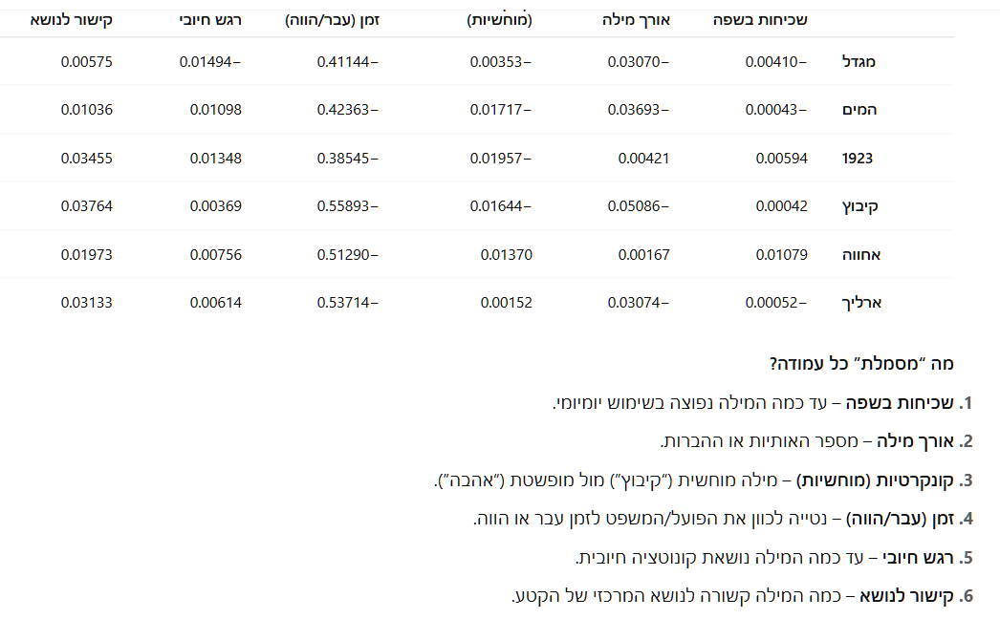 שכיחות בשפה אורך מילה (מוחשיות) זמן (עבר/הווה) רגש חיובי קישור לנושא
מגדל −0.00410 −0.03070 −0.00353 −0.41144 −0.01494 0.00575
המים −0.00043 −0.03693 −0.01717 −0.42363 0.01098 0.01036
1923 0.00594 0.00421 −0.01957 −0.38545 0.01348 0.03455
קיבוץ 0.00042 −0.05086 −0.01644 −0.55893 0.00369 0.03764
אחווה 0.01079 0.00167 0.01370 −0.51290 0.00756 0.01973
ארליך −0.00052 −0.03074 0.00152 −0.53714 0.00614 0.03133
מה “מסמלת” כל עמודה?
1. שכיחות בשפה – עד כמה המילה נפוצה בשימוש יומיומי.
2. אורך מילה – מספר האותיות או ההברות.
3. קונקרטיות (מוחשיות) – מילה מוחשית (“קיבוץ”) מול מופשטת (“אהבה”).
4. זמן (עבר/הווה) – נטייה לכוון את הפועל/המשפט לזמן עבר או הווה.
5. רגש חיובי – עד כמה המילה נושאת קונוטציה חיובית.
6. קישור לנושא – כמה המילה קשורה לנושא המרכזי של הקטע.